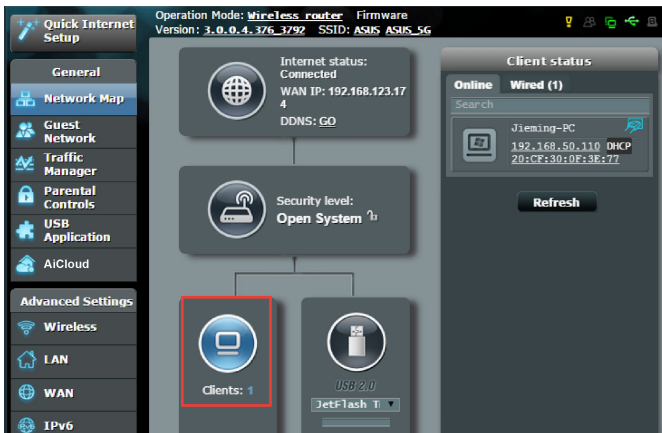 Quick Internet
Setup
Operation Mode: Wireless router Firmware
Version: 3.0.0.4.376_3792 SSID: ASUS ASUS_5G
General
Network Map
Guest
Network
Traffic
Manager
Parental
Controls
USB
Application
AiCloud
Advanced Settings
Wireless
LAN
WAN
IPv6
Internet status:
Connected
WAN IP: 192.168.123.17
4
DDNS: GO
Security level:
Open System
Clients: 1
USB 2.0
JetFlash T
Client status
Online Wired (1)
Search
Jieming-PC
192.168.50.110 DHCP
20:CF:30:0F:3E:77
Refresh